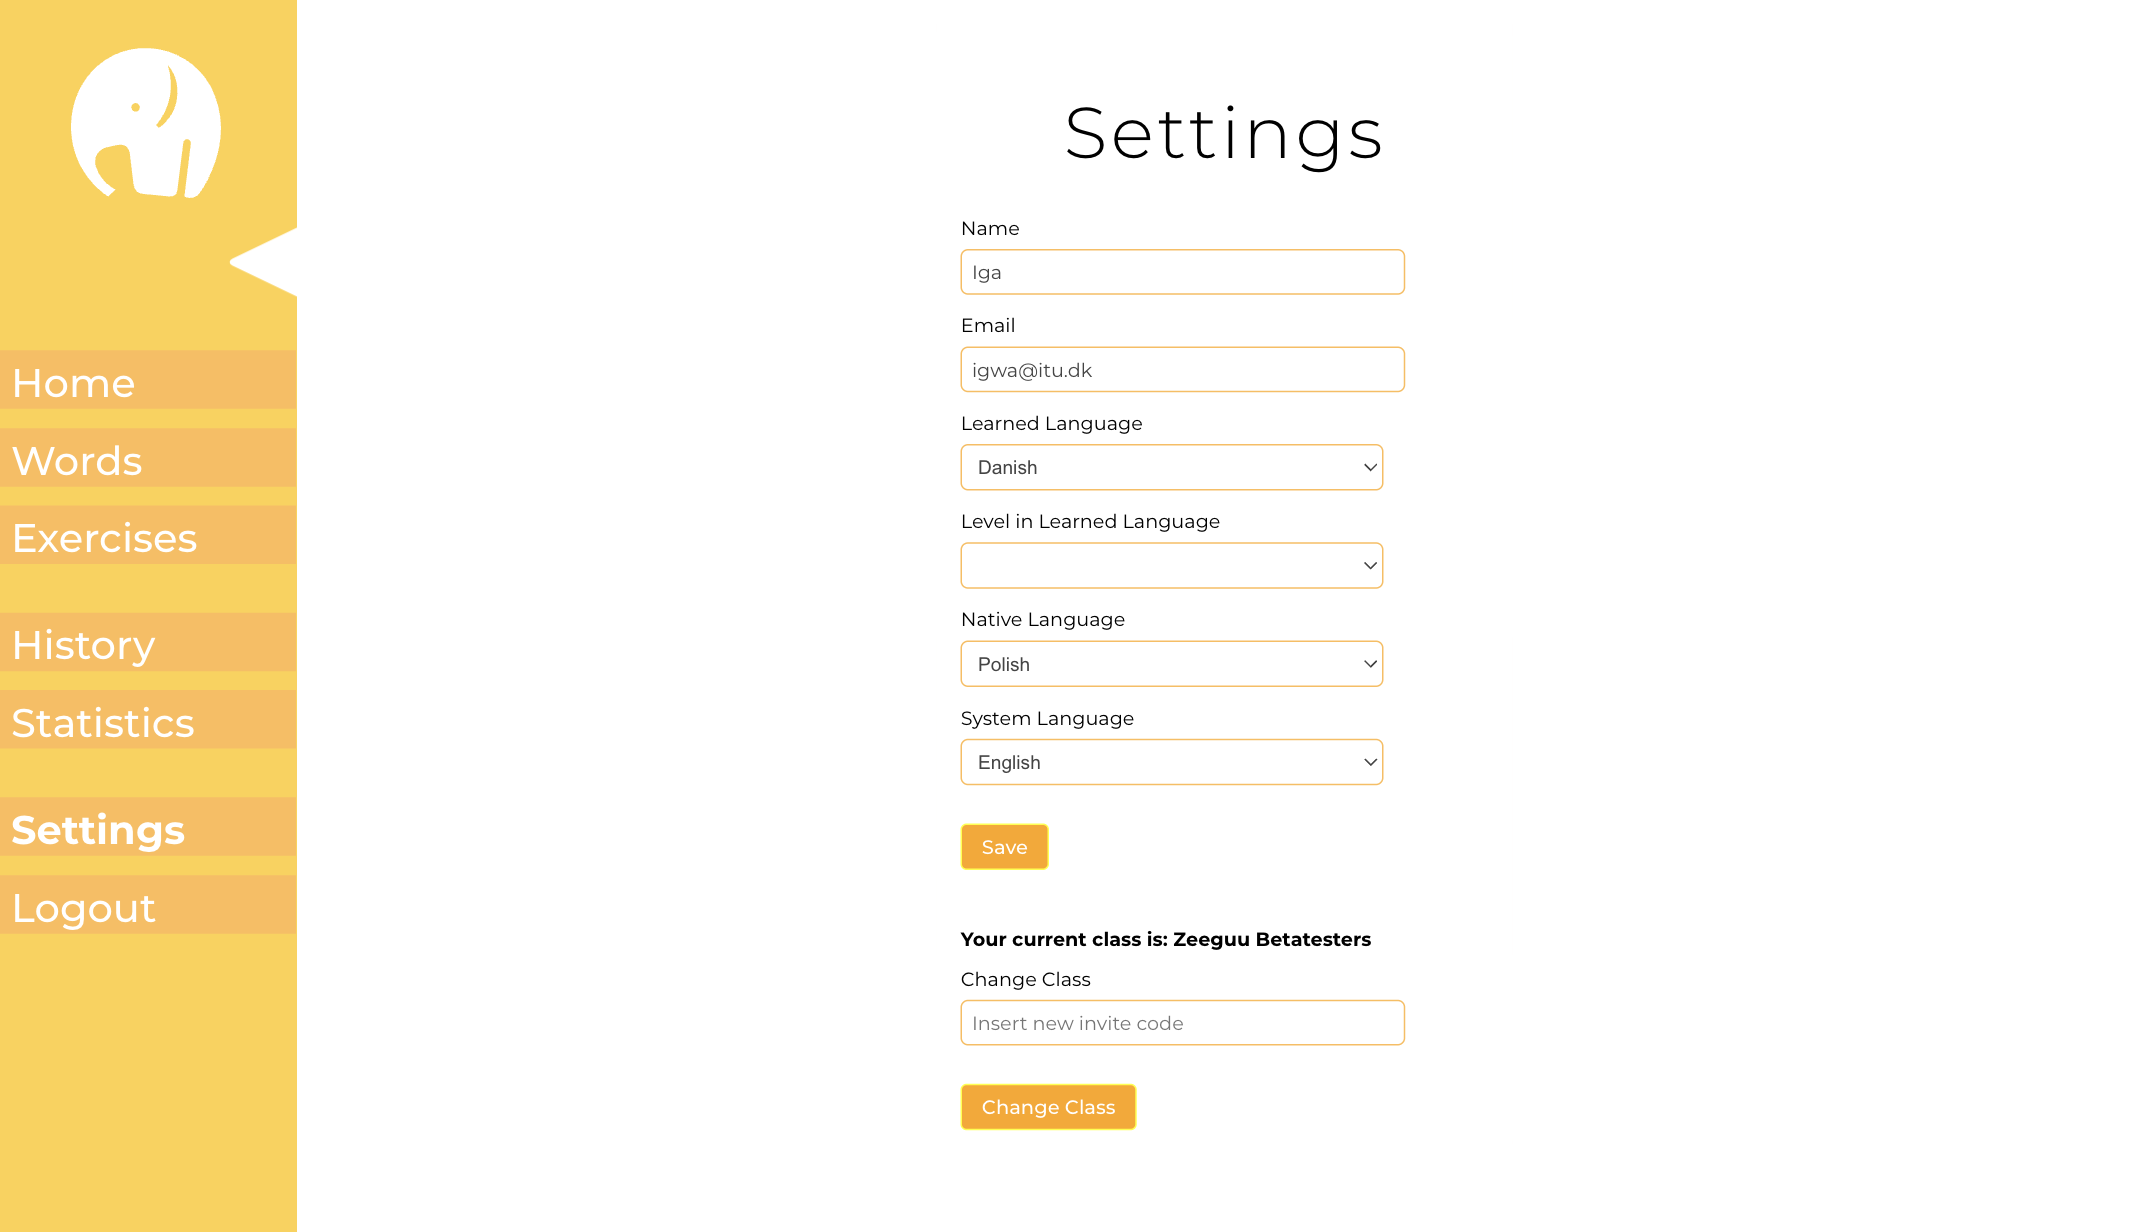 Home
Words
Exercises
History
Statistics
Settings
Logout
Settings
Name
Iga
Email
igwa@itu.dk
Learned Language
Danish
Level in Learned Language
Native Language
Polish
System Language
English
Save
Your current class is: Zeeguu Betatesters
Change Class
Insert new invite code
Change Class